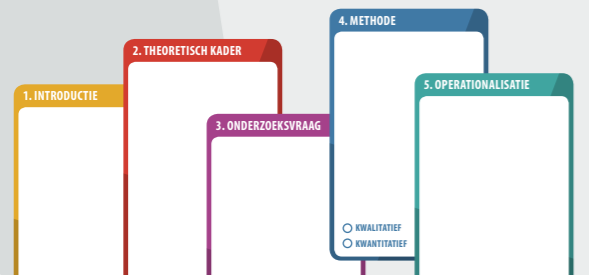 1. INTRODUCTIE
2. THEORETISCH KADER
3. ONDERZOEKSVRAAG
4. METHODE
KWALITATIEF
KWANTITATIEF
5. OPERATIONALISATIE